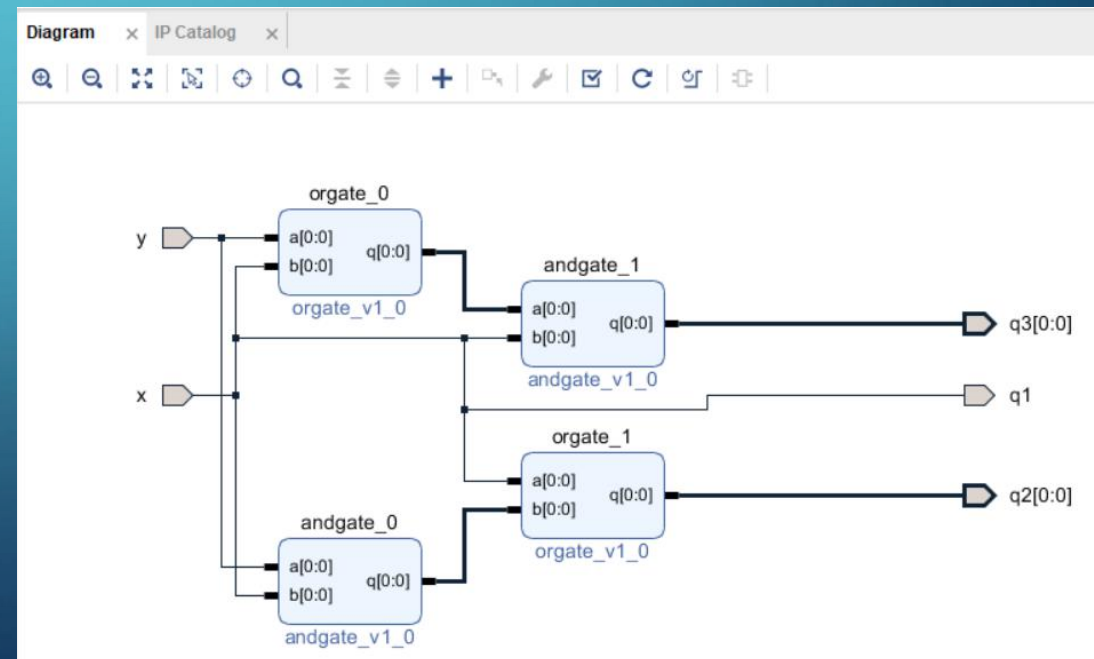 Diagram × IP Catalog ×
orgate_0
y
a[0:0]
b[0:0]
q[0:0]
orgate_v1_0
andgate_1
a[0:0]
b[0:0]
q[0:0]
andgate_v1_0
q3[0:0]
x
q1
orgate_1
a[0:0]
b[0:0]
q[0:0]
orgate_v1_0
q2[0:0]
andgate_0
a[0:0]
b[0:0]
q[0:0]
andgate_v1_0